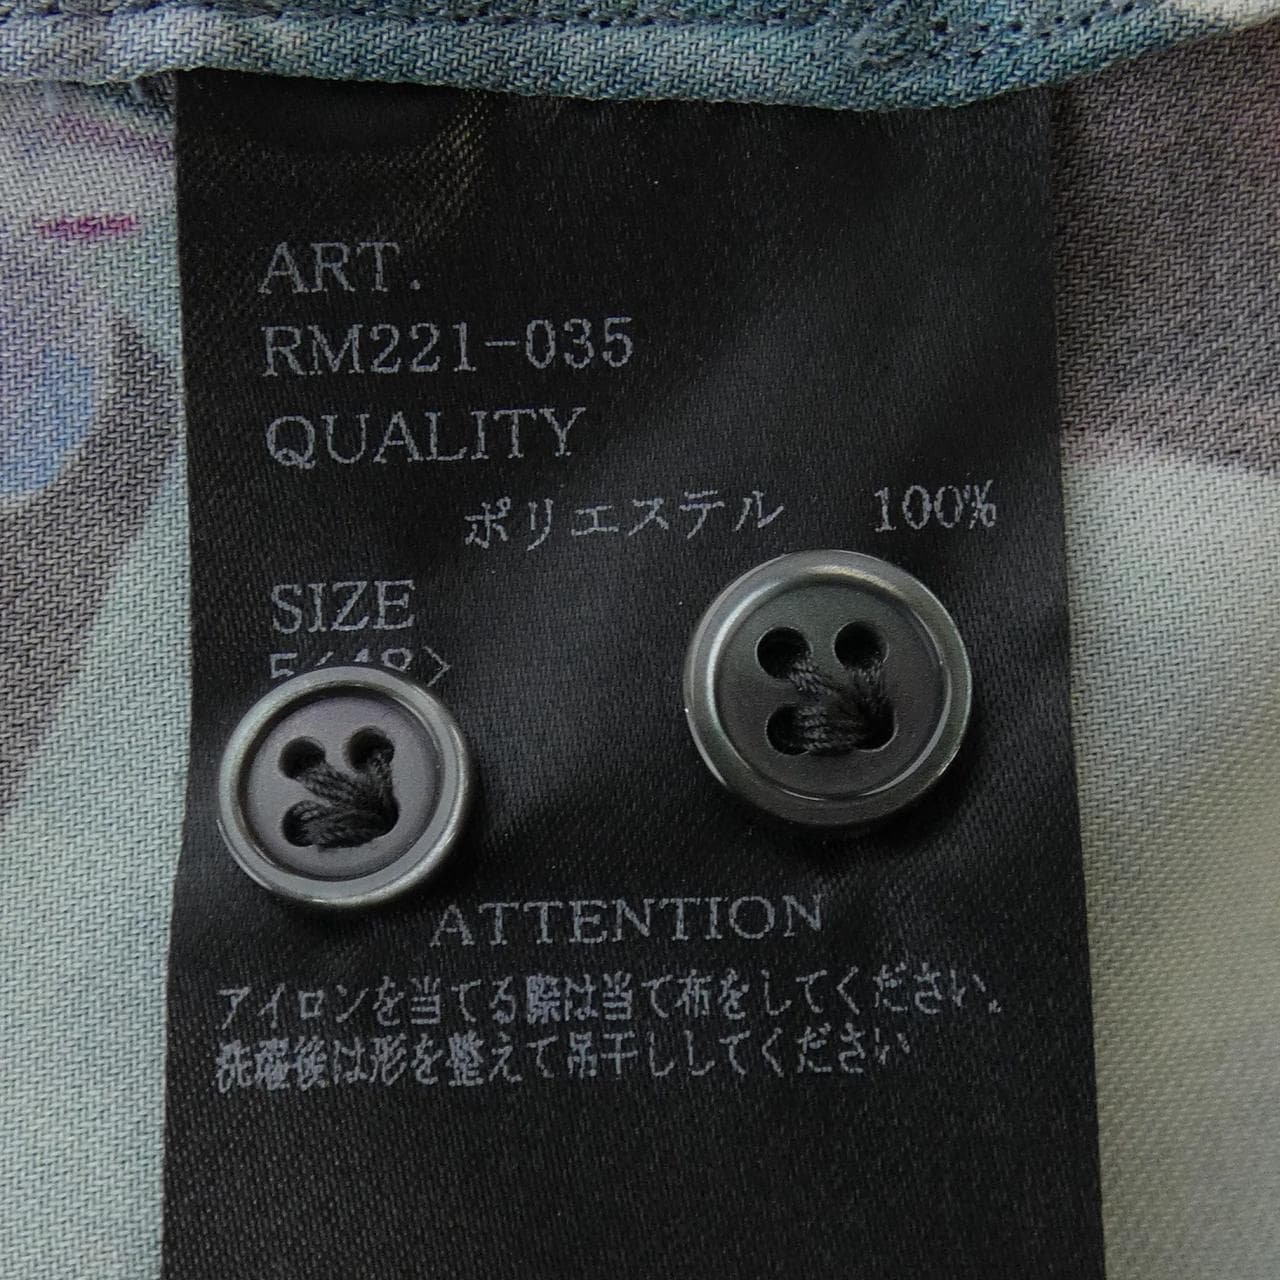 ART.
RM221-035
QUALITY
ポリエステル 100%
SIZE
5<48>
ATTENTION
アイロンを当てる際は当て布をしてください。
洗濯後は形を整えて吊干ししてください